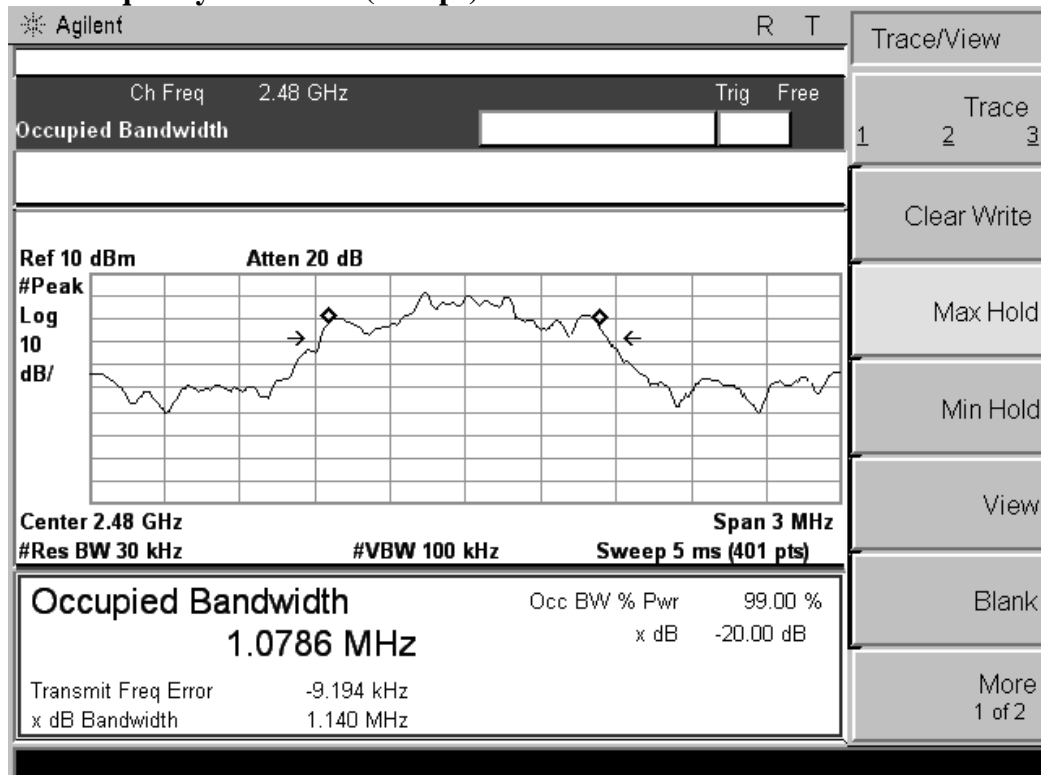 Agilent R T
Ch Freq 2.48 GHz Trig Free
Occupied Bandwidth
Ref 10 dBm Atten 20 dB
#Peak
Log
10
dB/
Center 2.48 GHz Span 3 MHz
#Res BW 30 kHz #VBW 100 kHz Sweep 5 ms (401 pts)
Occupied Bandwidth
1.0786 MHz
Occ BW % Pwr 99.00 %
x dB -20.00 dB
Transmit Freq Error -9.194 kHz
x dB Bandwidth 1.140 MHz
Trace/View
Trace
1 2 3
Clear Write
Max Hold
Min Hold
View
Blank
More
1 of 2